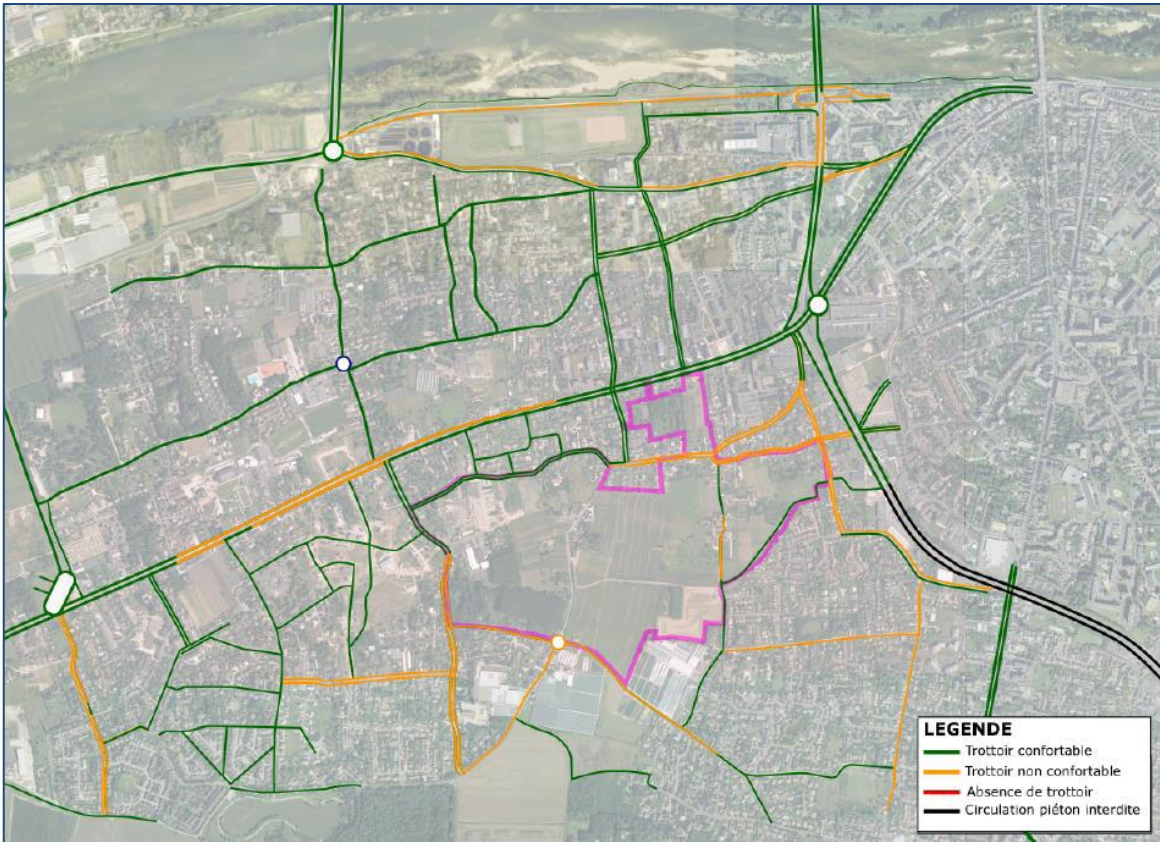 LEGENDE
Trottoir confortable
Trottoir non confortable
Absence de trottoir
Circulation piéton interdite